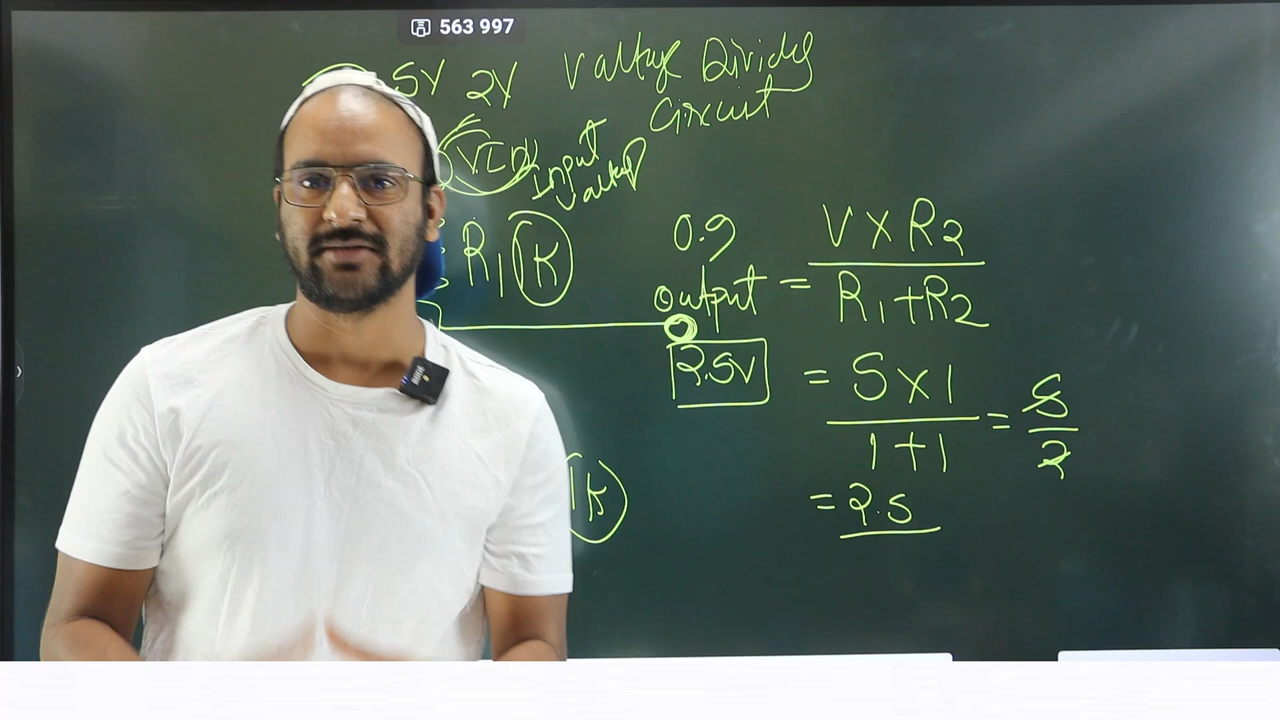 563 997
5V 2V Voltage Divider
Circuit
VIN
input
voltage
R1 1K
0.9
output = V X R2
R1+R2
2.5V
= 5 X 1
1+1
= 5
2
1K
= 2.5